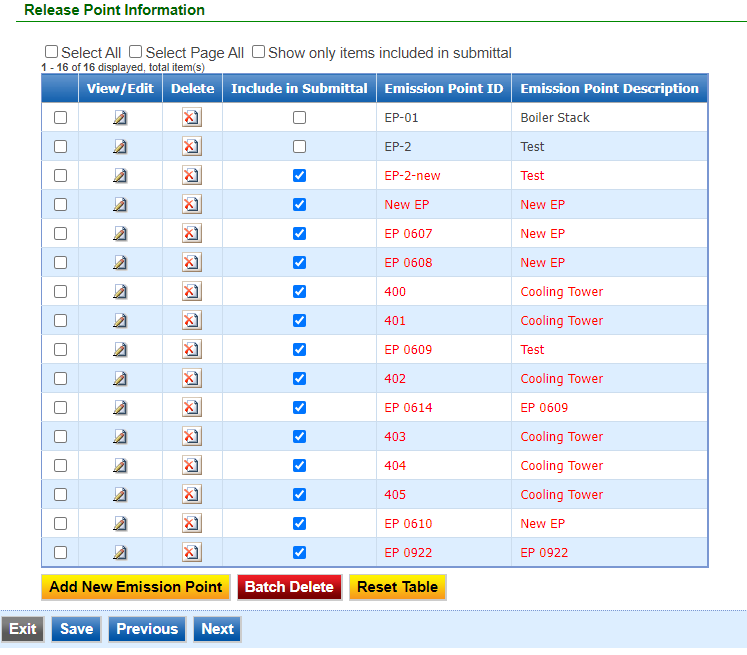 Release Point Information
Select All Select Page All Show only items included in submittal
1 - 16 of 16 displayed, total item(s)
View/Edit Delete Include in Submittal Emission Point ID Emission Point Description
EP-01 Boiler Stack
EP-2 Test
EP-2-new Test
New EP New EP
EP 0607 New EP
EP 0608 New EP
400 Cooling Tower
401 Cooling Tower
EP 0609 Test
402 Cooling Tower
EP 0614 EP 0609
403 Cooling Tower
404 Cooling Tower
405 Cooling Tower
EP 0610 New EP
EP 0922 EP 0922
Add New Emission Point Batch Delete Reset Table
Exit Save Previous Next